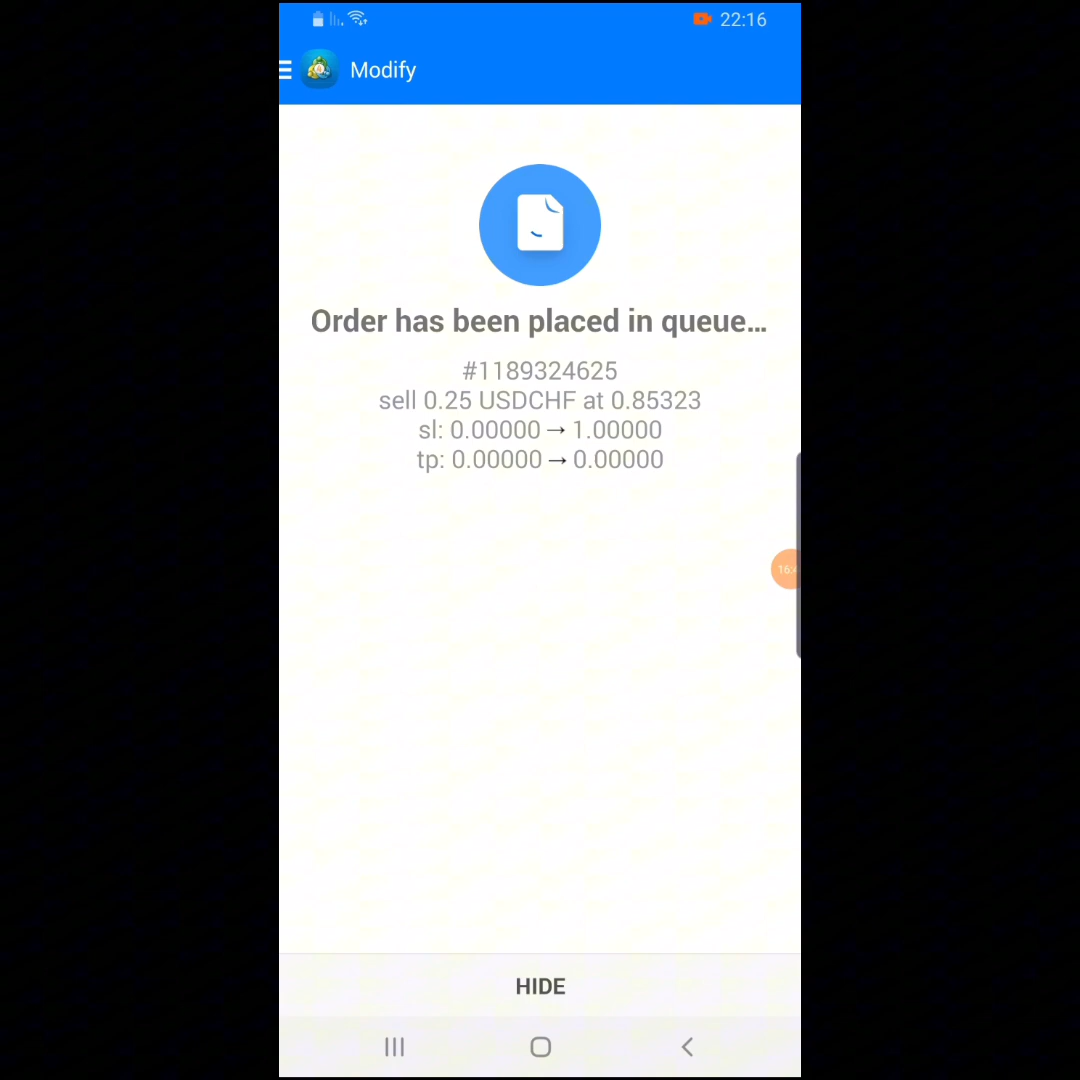 22:16
Modify
Order has been placed in queue...
#1189324625
sell 0.25 USDCHF at 0.85323
sl: 0.00000 → 1.00000
tp: 0.00000 → 0.00000
HIDE